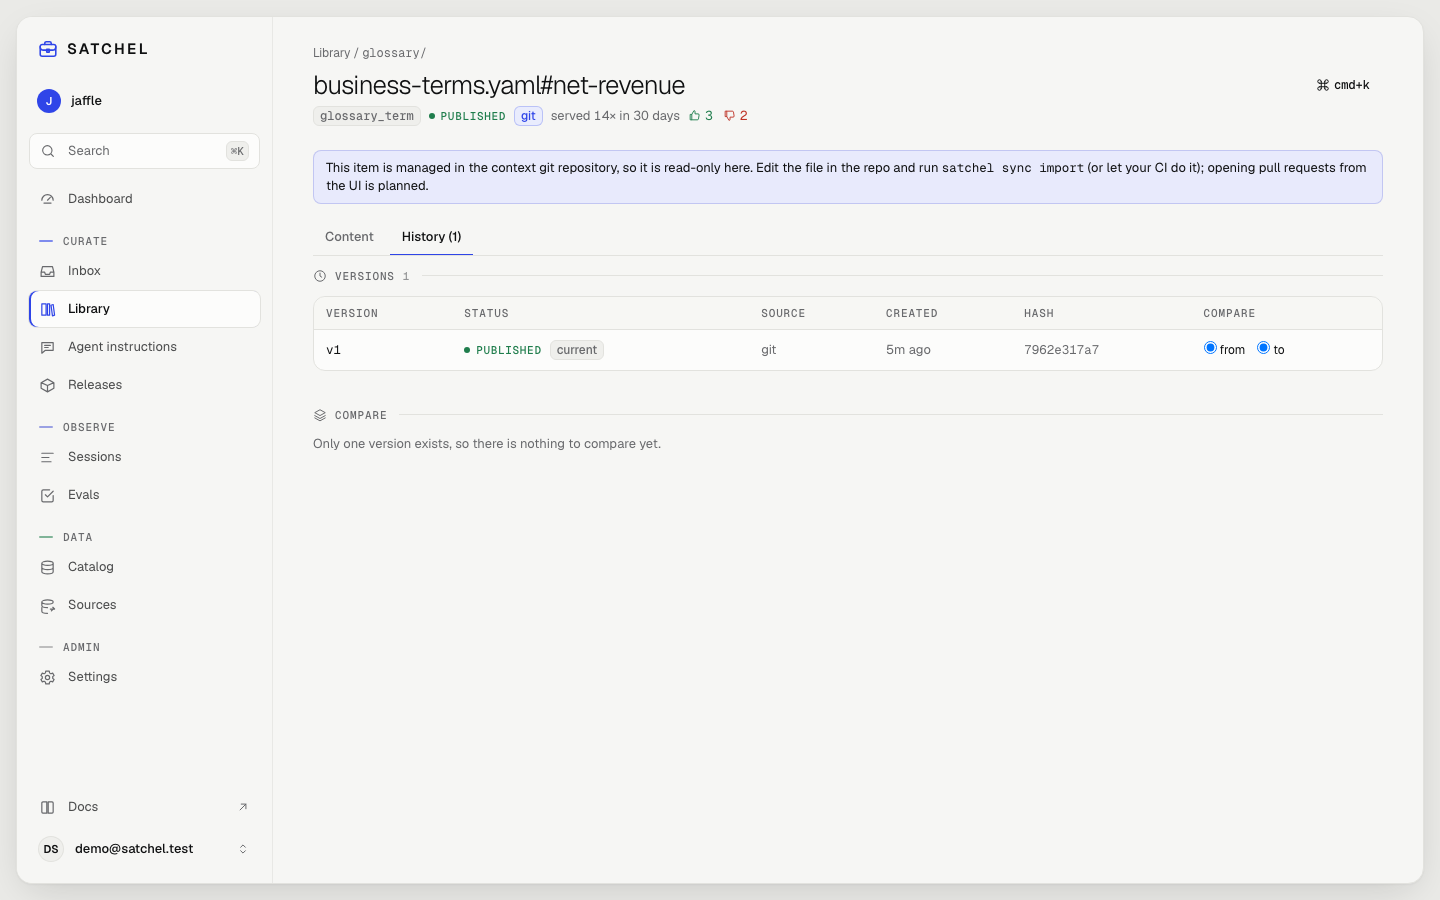 SATCHEL
J jaffle
Search ⌘K
Dashboard
CURATE
Inbox
Library
Agent instructions
Releases
OBSERVE
Sessions
Evals
DATA
Catalog
Sources
ADMIN
Settings
Docs
DS demo@satchel.test
Library / glossary/
business-terms.yaml#net-revenue
⌘ cmd+k
glossary_term PUBLISHED git served 14× in 30 days 3 2
This item is managed in the context git repository, so it is read-only here. Edit the file in the repo and run satchel sync import (or let your CI do it); opening pull requests from
the UI is planned.
Content History (1)
VERSIONS 1
VERSION STATUS SOURCE CREATED HASH COMPARE
v1 PUBLISHED current git 5m ago 7962e317a7 from to
COMPARE
Only one version exists, so there is nothing to compare yet.